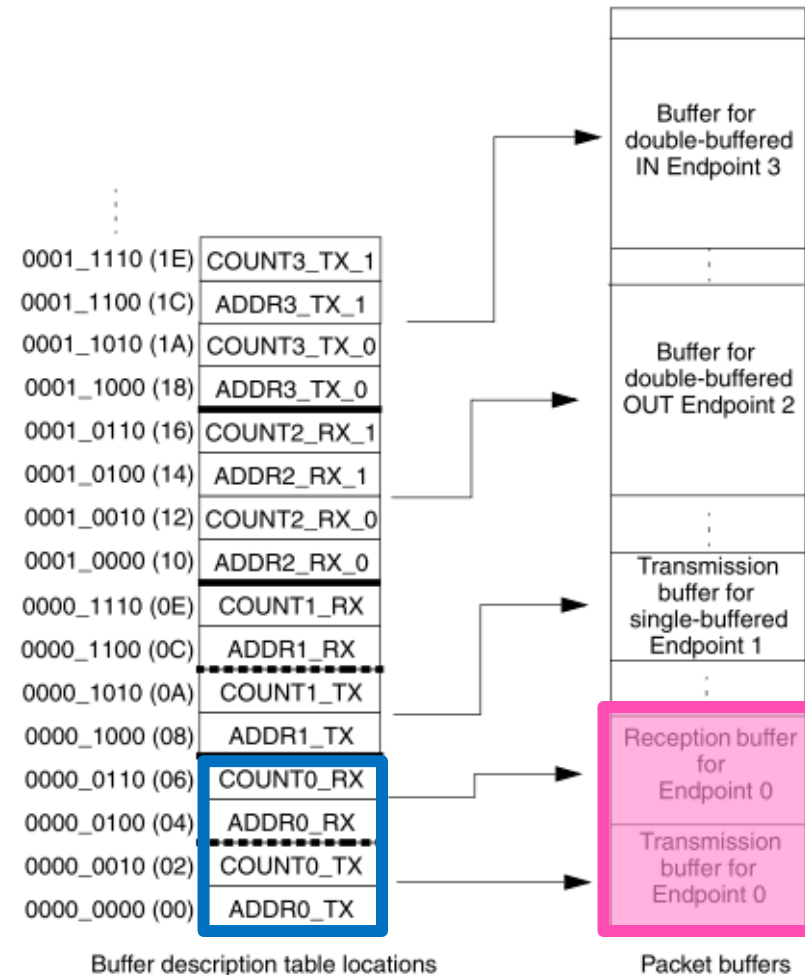 0001_1110 (1E) COUNT3_TX_1
0001_1100 (1C) ADDR3_TX_1
0001_1010 (1A) COUNT3_TX_0
0001_1000 (18) ADDR3_TX_0
0001_0110 (16) COUNT2_RX_1
0001_0100 (14) ADDR2_RX_1
0001_0010 (12) COUNT2_RX_0
0001_0000 (10) ADDR2_RX_0
0000_1110 (0E) COUNT1_RX
0000_1100 (0C) ADDR1_RX
0000_1010 (0A) COUNT1_TX
0000_1000 (08) ADDR1_TX
0000_0110 (06) COUNT0_RX
0000_0100 (04) ADDR0_RX
0000_0010 (02) COUNT0_TX
0000_0000 (00) ADDR0_TX
Buffer description table locations
Buffer for
double-buffered
IN Endpoint 3
Buffer for
double-buffered
OUT Endpoint 2
Transmission
buffer for
single-buffered
Endpoint 1
Reception buffer
for
Endpoint 0
Transmission
buffer for
Endpoint 0
Packet buffers